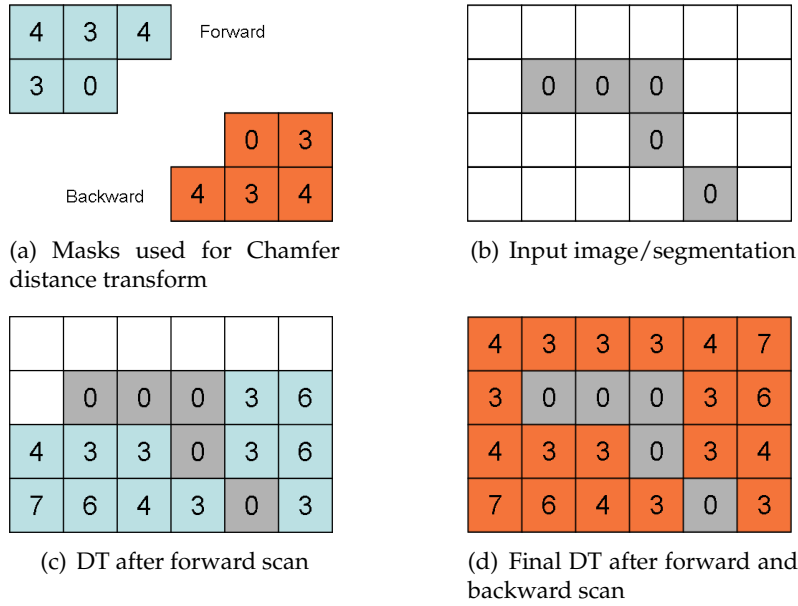 4 3 4 Forward
3 0
0 3
Backward 4 3 4
(a) Masks used for Chamfer
distance transform
0 0 0
0
0
(b) Input image/segmentation
0 0 0 3 6
4 3 3 0 3 6
7 6 4 3 0 3
(c) DT after forward scan
4 3 3 3 4 7
3 0 0 0 3 6
4 3 3 0 3 4
7 6 4 3 0 3
(d) Final DT after forward and
backward scan